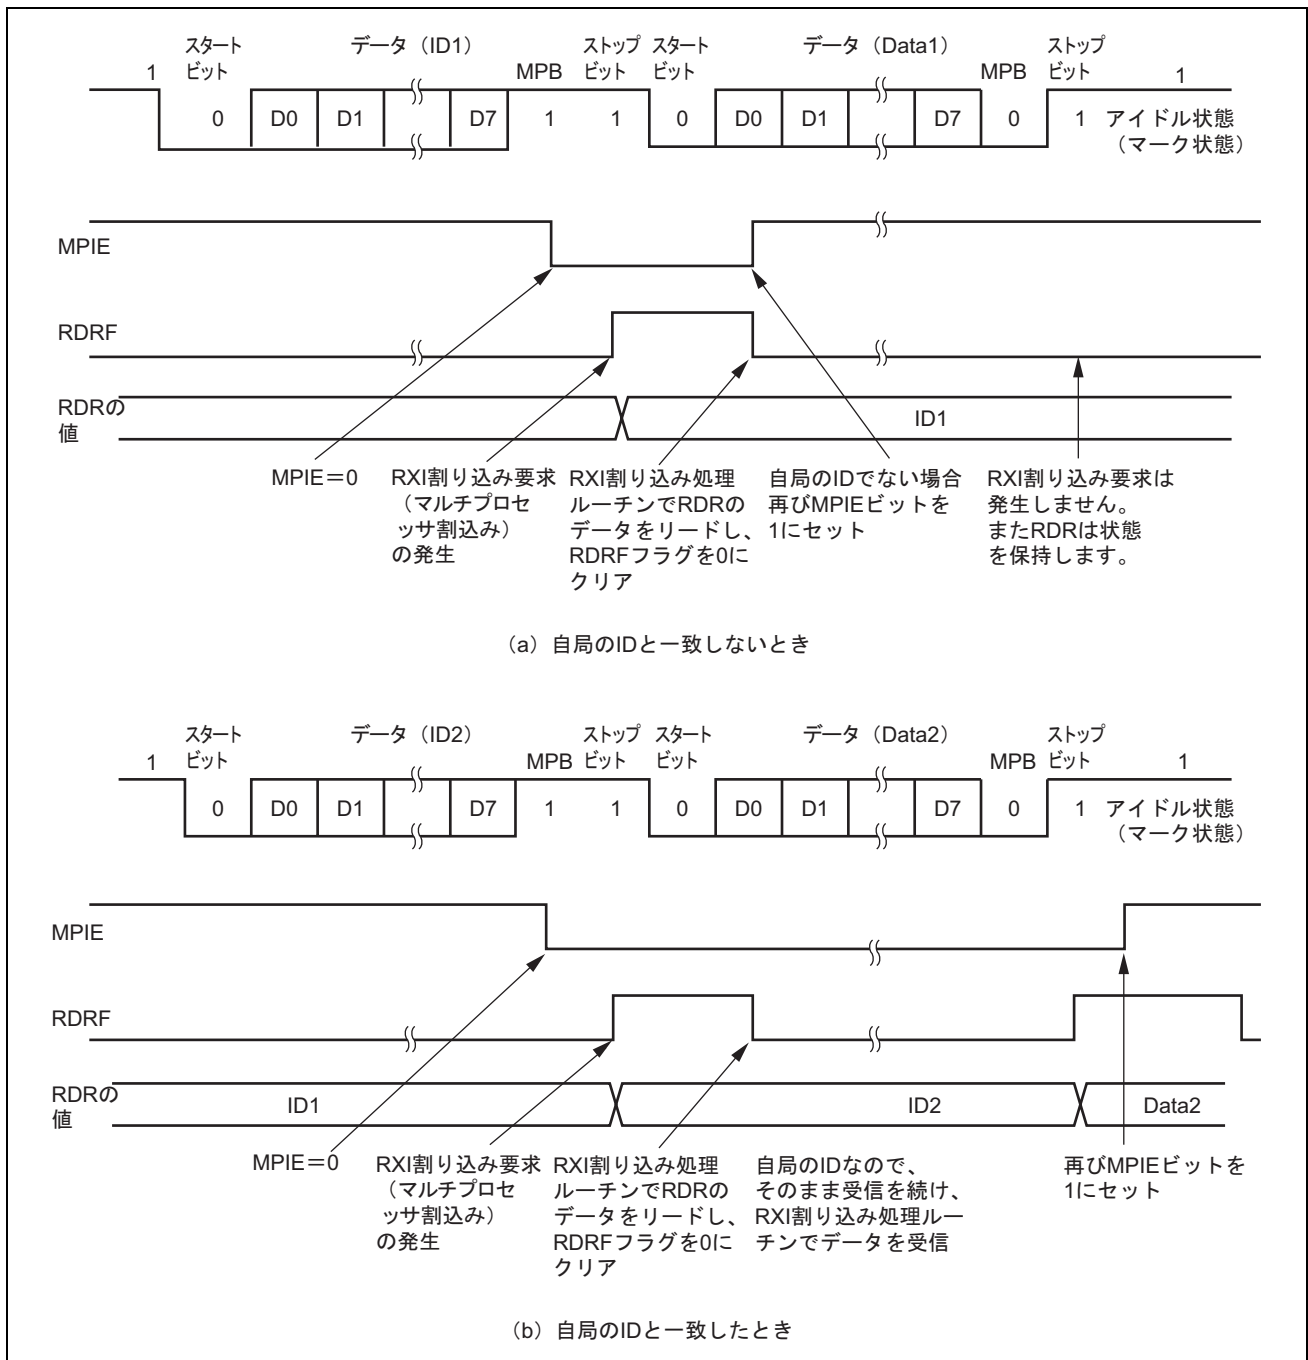 スタート データ（ID1） ストップ スタート データ（Data1） ストップ
1 ビット MPB ビット ビット MPB ビット 1
0 D0 D1 D7 1 1 0 D0 D1 D7 0 1 アイドル状態
（マーク状態）
MPIE
RDRF
RDRの
値
ID1
MPIE＝0
RXI割り込み要求
（マルチプロセ
ッサ割込み）
の発生
RXI割り込み処理
ルーチンでRDRの
データをリードし、
RDRFフラグを0に
クリア
自局のIDでない場合
再びMPIEビットを
1にセット
RXI割り込み要求は
発生しません。
またRDRは状態
を保持します。
（a）自局のIDと一致しないとき
スタート データ（ID2） ストップ スタート データ（Data2） ストップ
1 ビット MPB ビット ビット MPB ビット 1
0 D0 D1 D7 1 1 0 D0 D1 D7 0 1 アイドル状態
（マーク状態）
MPIE
RDRF
RDRの
値
ID1 ID2 Data2
MPIE＝0
RXI割り込み要求
（マルチプロセ
ッサ割込み）
の発生
RXI割り込み処理
ルーチンでRDRの
データをリードし、
RDRFフラグを0に
クリア
自局のIDなので、
そのまま受信を続け、
RXI割り込み処理ルー
チンでデータを受信
再びMPIEビットを
1にセット
（b）自局のIDと一致したとき